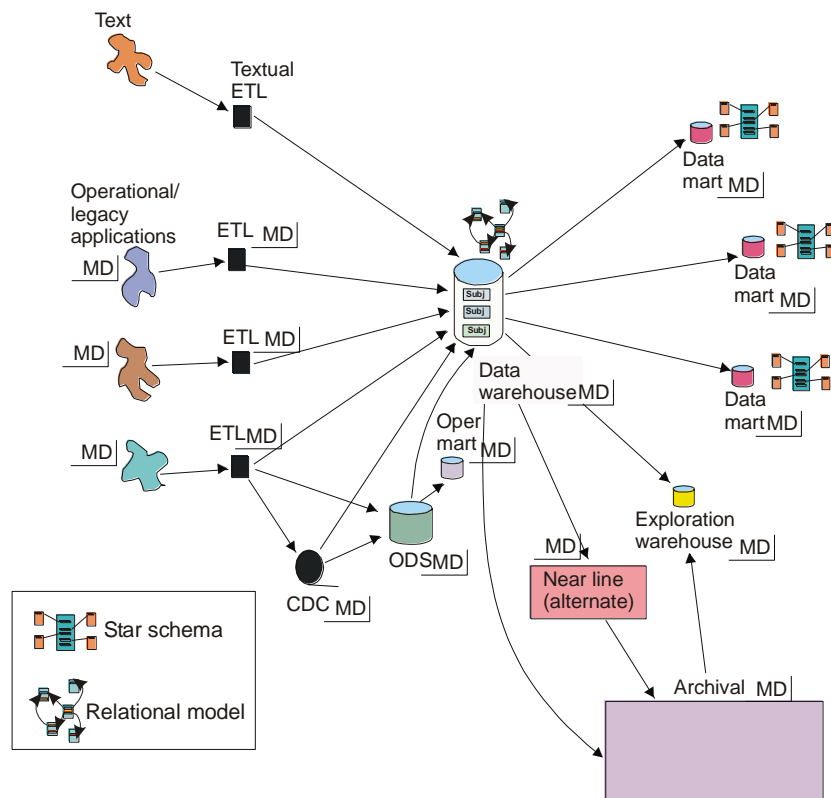 Text
Textual
ETL
Data
mart MD
Operational/
legacy
applications
MD
ETL MD
Data
mart MD
Subj
Subj
Subj
MD
ETL MD
Data
warehouse MD
Data
mart MD
MD
ETL MD
Oper
mart MD
ODS MD
CDC MD
Exploration
warehouse MD
MD
Near line
(alternate)
Star schema
Relational model
Archival MD